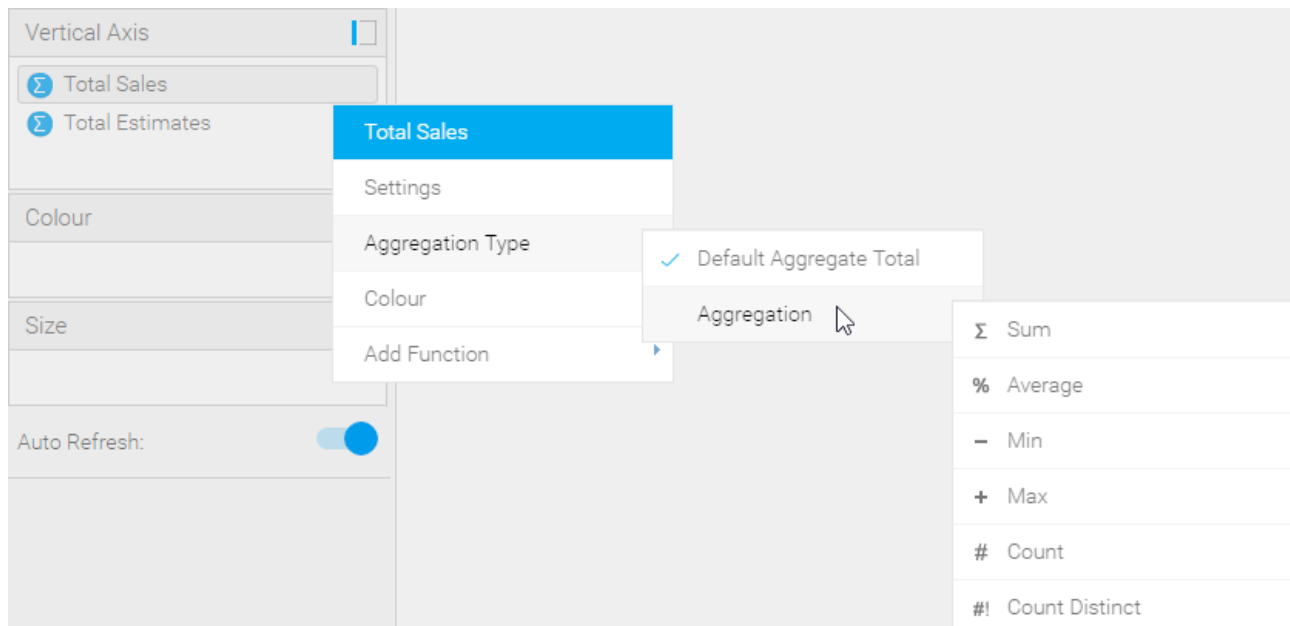 Vertical Axis
Σ Total Sales
Σ Total Estimates
Colour
Size
Auto Refresh:
Total Sales
Settings
Aggregation Type
Colour
Add Function
Default Aggregate Total
Aggregation
Σ Sum
% Average
− Min
+ Max
# Count
#! Count Distinct